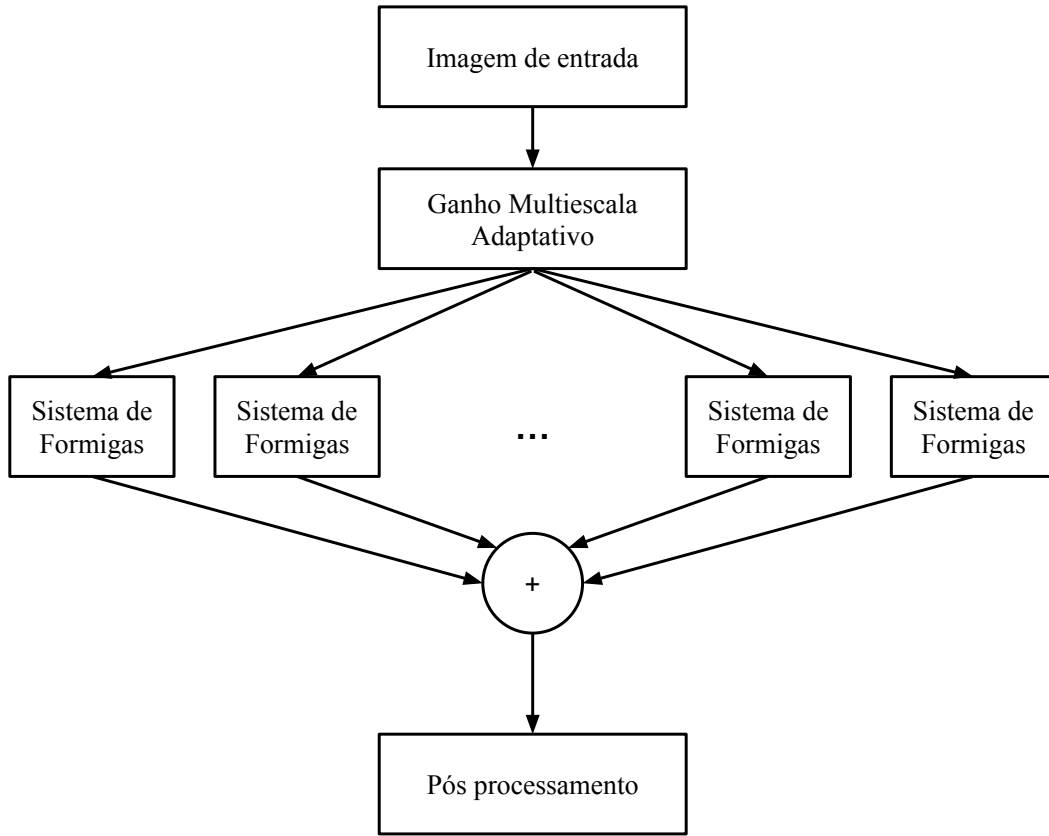 Imagem de entrada
Ganho Multiescala
Adaptativo
Sistema de
Formigas
Sistema de
Formigas
...
Sistema de
Formigas
Sistema de
Formigas
+
Pós processamento